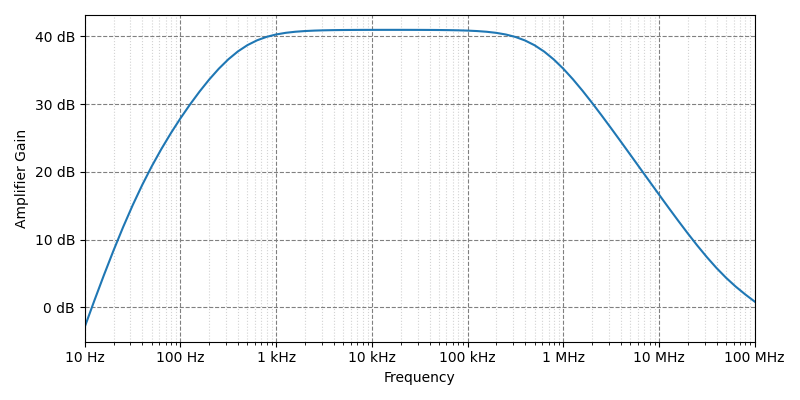 40 dB
30 dB
20 dB
10 dB
0 dB
Amplifier Gain
10 Hz 100 Hz 1 kHz 10 kHz 100 kHz 1 MHz 10 MHz 100 MHz
Frequency